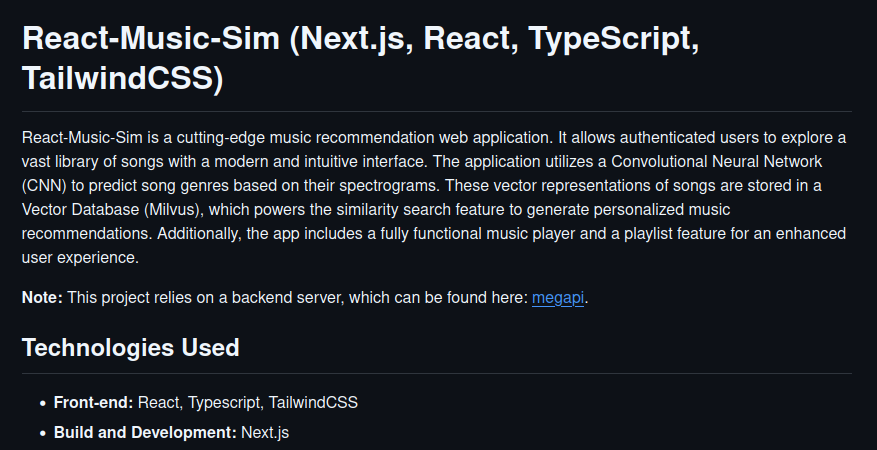 React-Music-Sim (Next.js, React, TypeScript,
TailwindCSS)
React-Music-Sim is a cutting-edge music recommendation web application. It allows authenticated users to explore a
vast library of songs with a modern and intuitive interface. The application utilizes a Convolutional Neural Network
(CNN) to predict song genres based on their spectrograms. These vector representations of songs are stored in a
Vector Database (Milvus), which powers the similarity search feature to generate personalized music
recommendations. Additionally, the app includes a fully functional music player and a playlist feature for an enhanced
user experience.
Note: This project relies on a backend server, which can be found here: megapi.
Technologies Used
• Front-end: React, Typescript, TailwindCSS
• Build and Development: Next.js